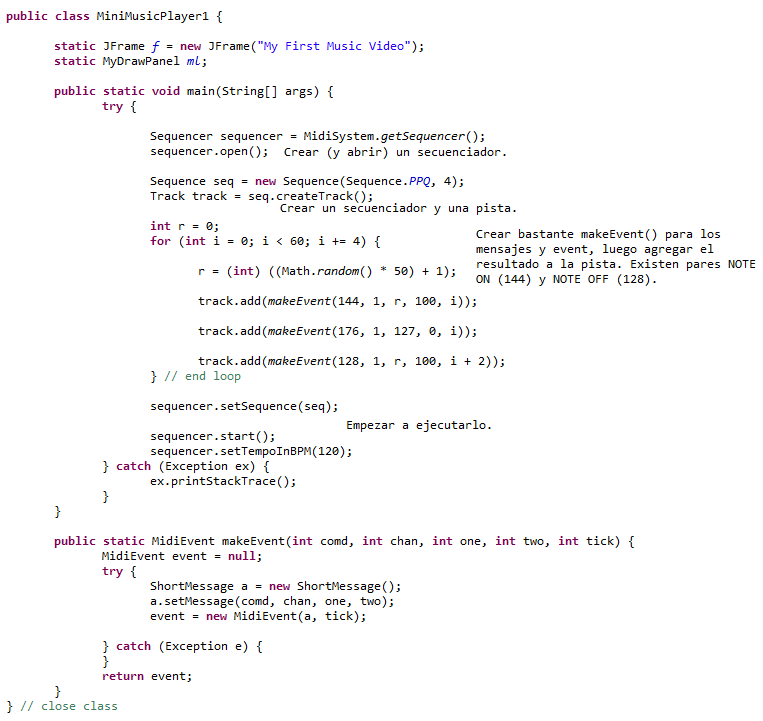 public class MiniMusicPlayer1 {
static JFrame f = new JFrame("My First Music Video");
static MyDrawPanel ml;
public static void main(String[] args) {
try {
Sequencer sequencer = MidiSystem.getSequencer();
sequencer.open(); Crear (y abrir) un secuenciador.
Sequence seq = new Sequence(Sequence.PPQ, 4);
Track track = seq.createTrack();
Crear un secuenciador y una pista.
int r = 0;
for (int i = 0; i < 60; i += 4) {
Crear bastante makeEvent() para los
mensajes y event, luego agregar el
resultado a la pista. Existen pares NOTE
ON (144) y NOTE OFF (128).
r = (int) ((Math.random() * 50) + 1);
track.add(makeEvent(144, 1, r, 100, i));
track.add(makeEvent(176, 1, 127, 0, i));
track.add(makeEvent(128, 1, r, 100, i + 2));
} // end loop
sequencer.setSequence(seq);
Empezar a ejecutarlo.
sequencer.start();
sequencer.setTempoInBPM(120);
} catch (Exception ex) {
ex.printStackTrace();
}
}
public static MidiEvent makeEvent(int comd, int chan, int one, int two, int tick) {
MidiEvent event = null;
try {
ShortMessage a = new ShortMessage();
a.setMessage(comd, chan, one, two);
event = new MidiEvent(a, tick);
} catch (Exception e) {
}
return event;
}
} // close class